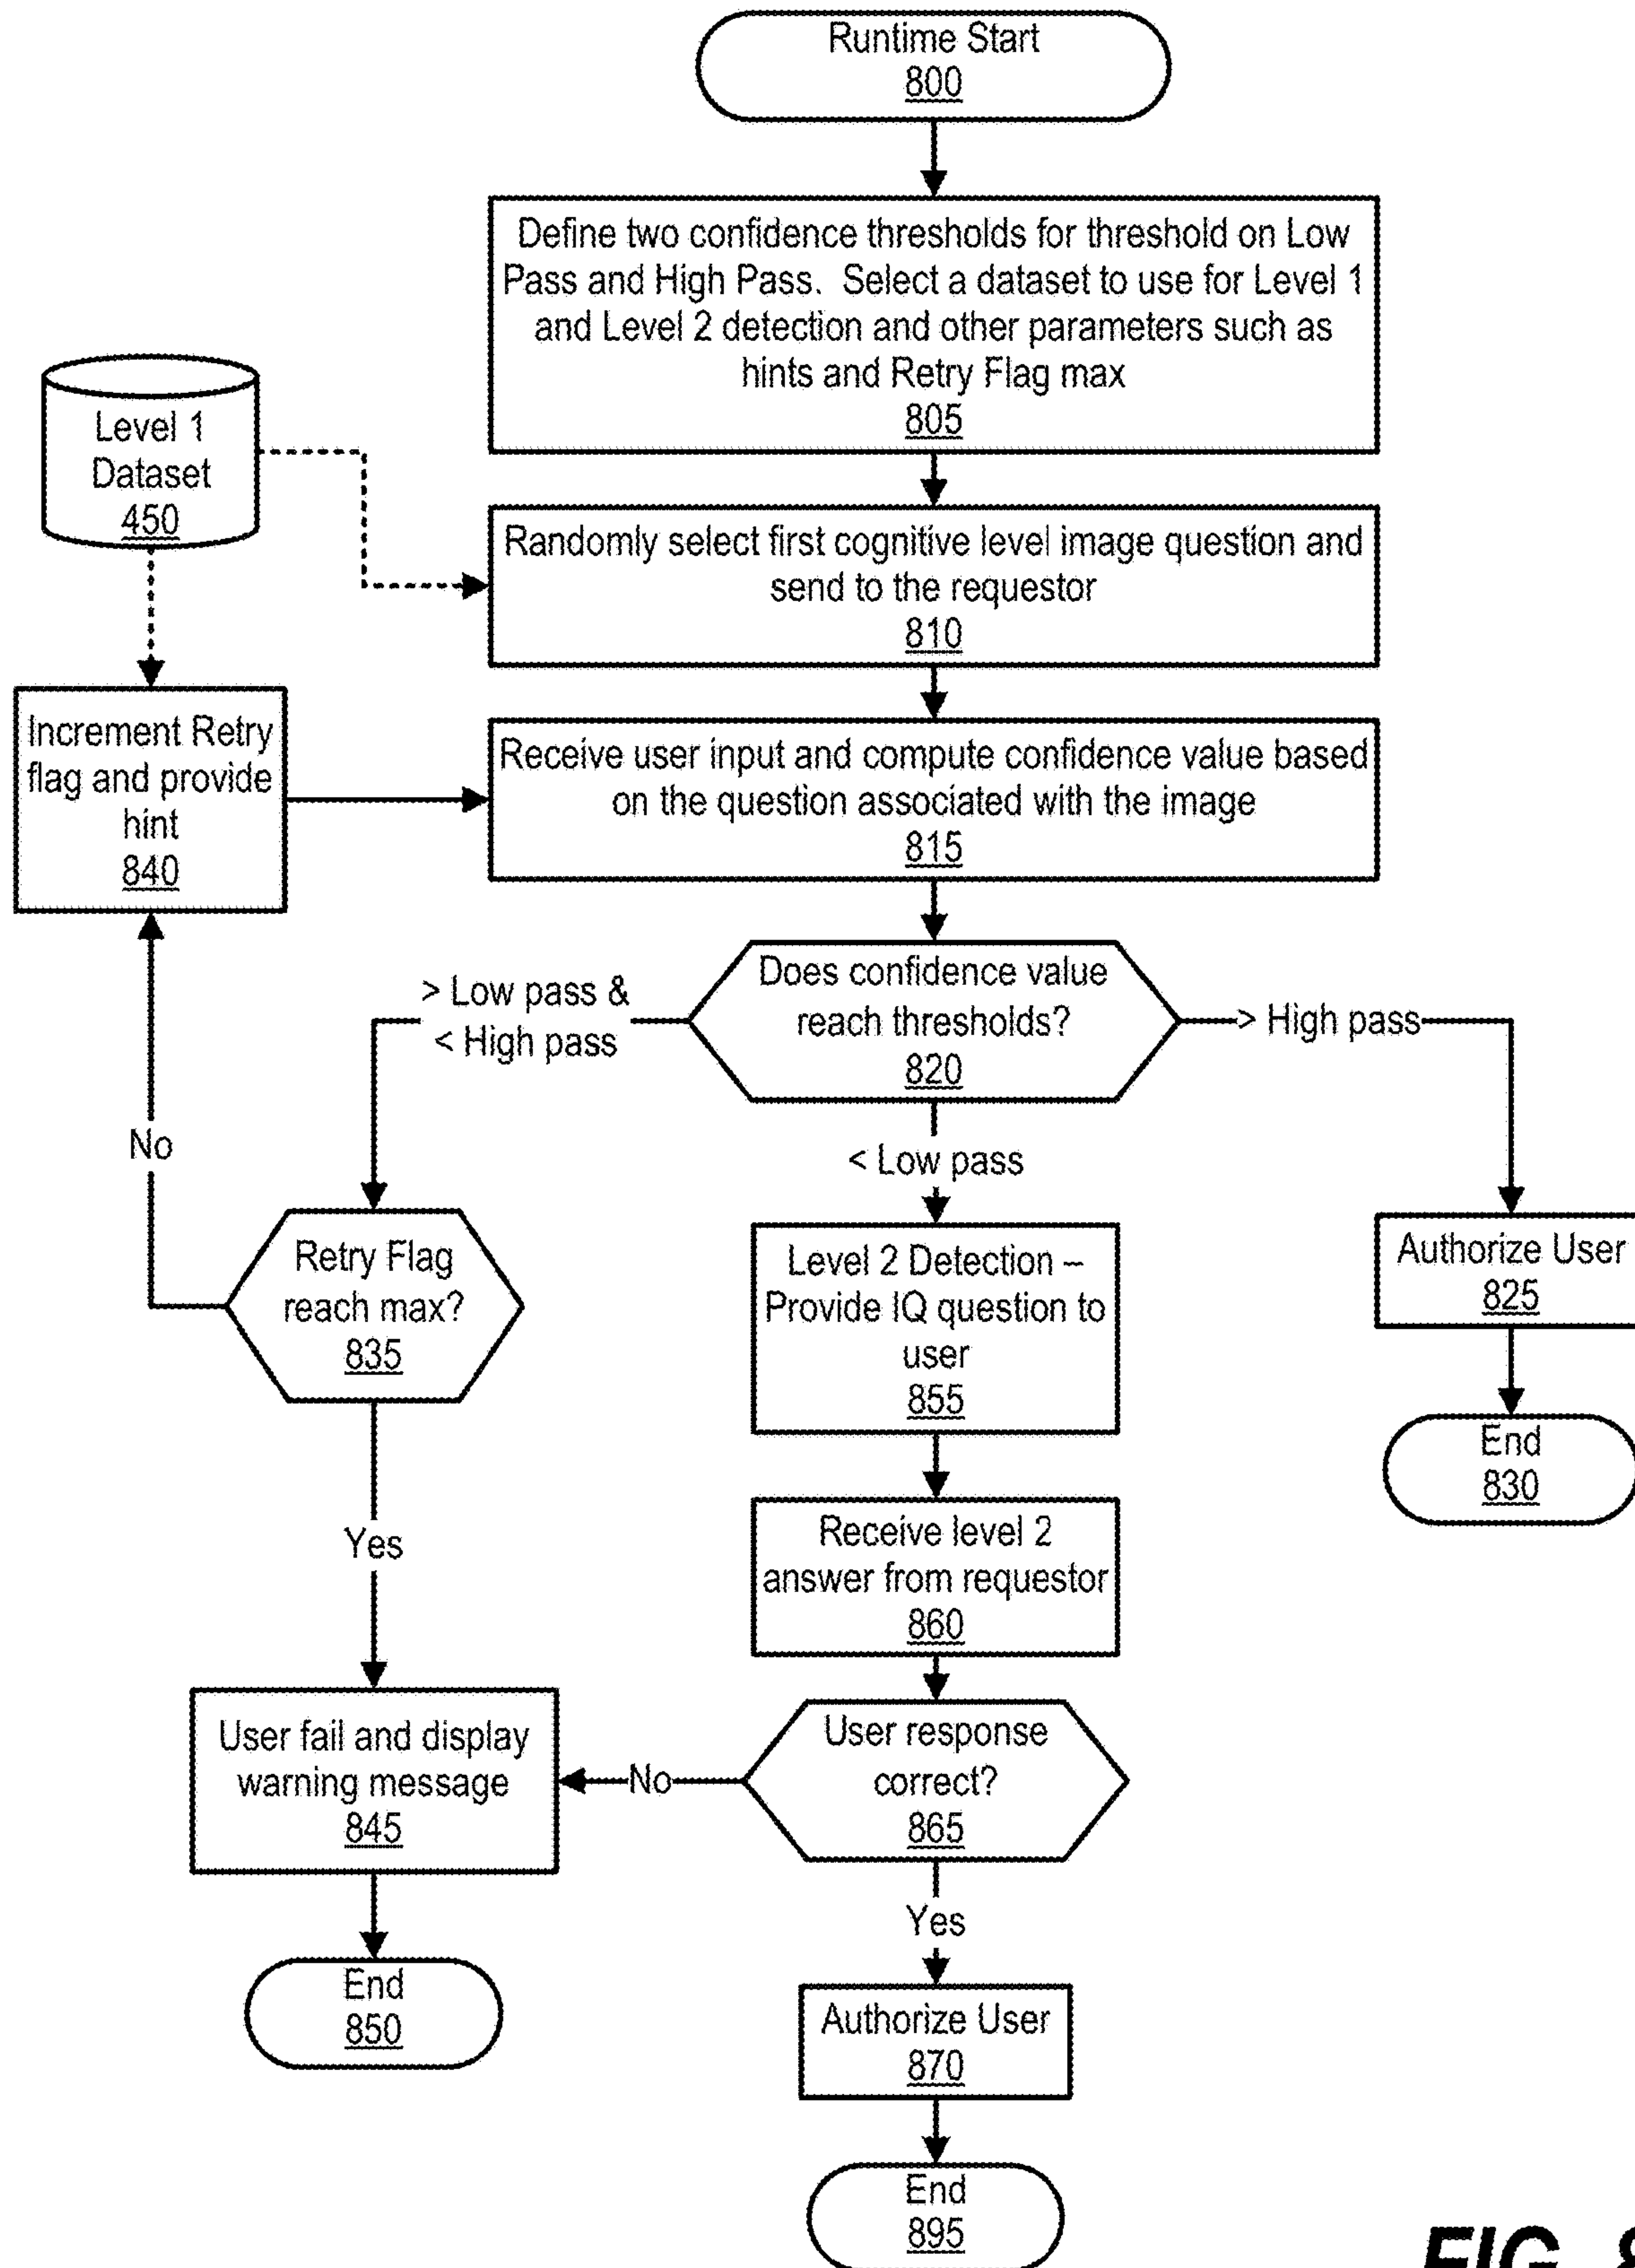 Runtime Start
800
Define two confidence thresholds for threshold on Low
Pass and High Pass.  Select a dataset to use for Level 1
and Level 2 detection and other parameters such as
hints and Retry Flag max
805
Level 1
Dataset
450
Randomly select first cognitive level image question and
send to the requestor
810
Increment Retry
flag and provide
hint
840
Receive user input and compute confidence value based
on the question associated with the image
815
Does confidence value
reach thresholds?
820
> Low pass &
< High pass
> High pass
No
< Low pass
Retry Flag
reach max?
835
Level 2 Detection –
Provide IQ question to
user
855
Authorize User
825
End
830
Yes
Receive level 2
answer from requestor
860
User fail and display
warning message
845
No
User response
correct?
865
Yes
End
850
Authorize User
870
End
895
FIG. 8